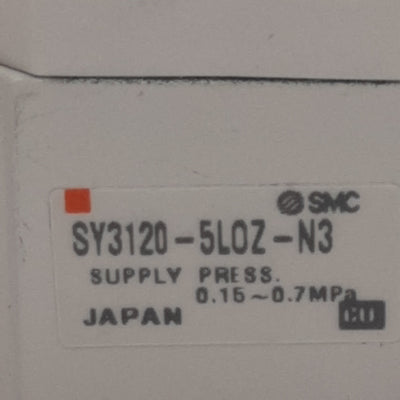 SMC
SY3120-5LOZ-N3
SUPPLY PRESS.
0.15~0.7MPa
JAPAN